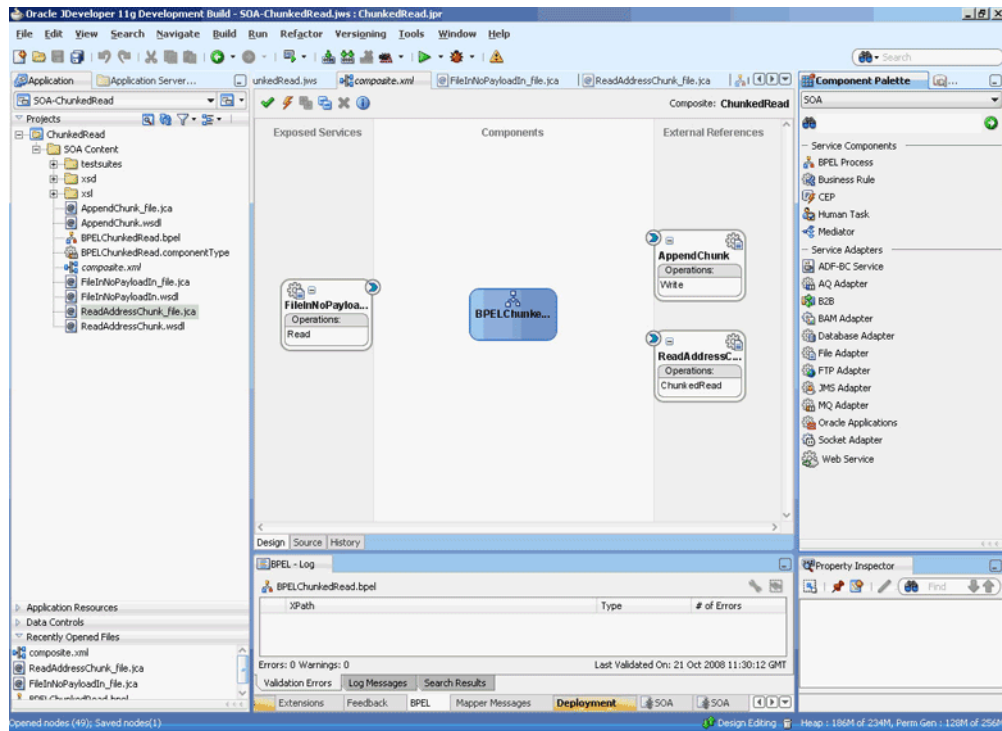 Oracle JDeveloper 11g Development Build - SOA-ChunkedRead.jws : ChunkedRead.jpr
File Edit View Search Navigate Build Run Refactor Versioning Tools Window Help
Search
Application
Application Server...
unkedRead.jws
composite.xml
FileInNoPayloadIn_file.jca
ReadAddressChunk_file.jca
Component Palette
SOA-ChunkedRead
Projects
ChunkedRead
SOA Content
testsuites
xsd
xsl
AppendChunk_file.jca
AppendChunk.wsdl
BPELChunkedRead.bpel
BPELChunkedRead.componentType
composite.xml
FileInNoPayloadIn_file.jca
FileInNoPayloadIn.wsdl
ReadAddressChunk_file.jca
ReadAddressChunk.wsdl
Application Resources
Data Controls
Recently Opened Files
composite.xml
ReadAddressChunk_file.jca
FileInNoPayloadIn_file.jca
BPELChunkedRead.bpel
Composite: ChunkedRead
Exposed Services
Components
External References
FileInNoPayloa...
Operations:
Read
BPELChunke...
AppendChunk
Operations:
Write
ReadAddressC...
Operations:
ChunkedRead
Design Source History
BPEL - Log
BPELChunkedRead.bpel
XPath Type # of Errors
Errors: 0 Warnings: 0
Last Validated On: 21 Oct 2008 11:30:12 GMT
Validation Errors Log Messages Search Results
Extensions Feedback BPEL Mapper Messages Deployment SOA SOA
SOA
Service Components
BPEL Process
Business Rule
CEP
Human Task
Mediator
Service Adapters
ADF-BC Service
AQ Adapter
B2B
BAM Adapter
Database Adapter
File Adapter
FTP Adapter
JMS Adapter
MQ Adapter
Oracle Applications
Socket Adapter
Web Service
Property Inspector
Find
Opened nodes (49); Saved nodes(1)
Design Editing
Heap : 186M of 234M, Perm Gen : 128M of 256M